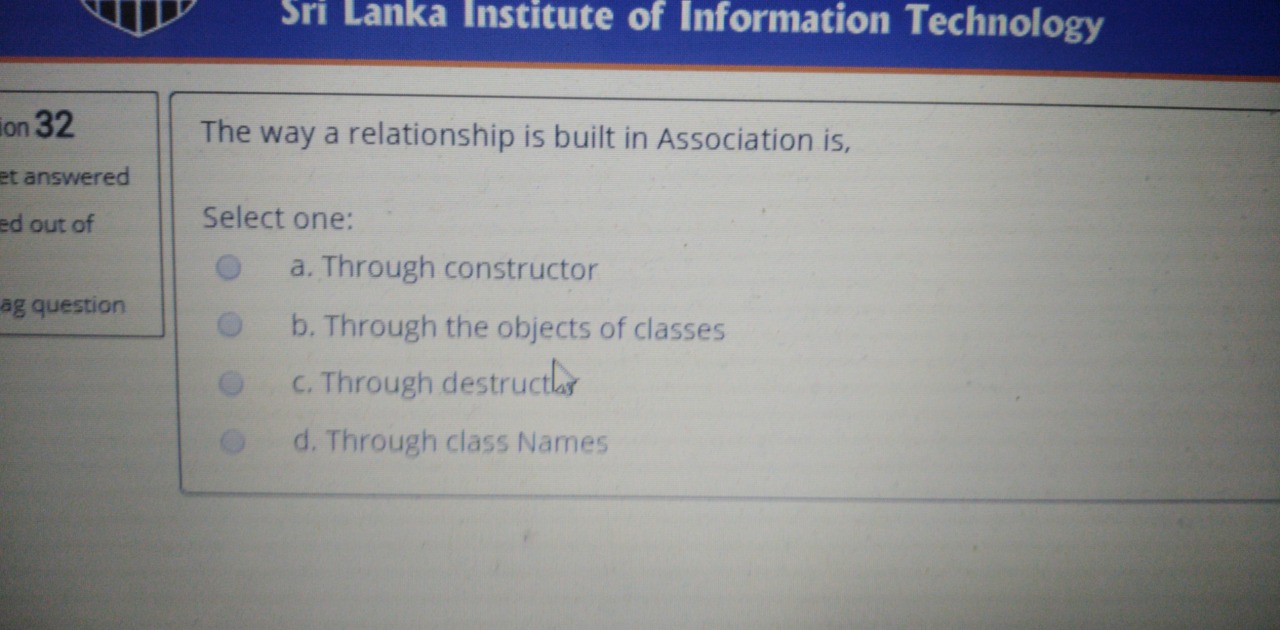 Sri Lanka Institute of Information Technology
ion 32
et answered
ed out of
ag question
The way a relationship is built in Association is,
Select one:
a. Through constructor
b. Through the objects of classes
c. Through destructor
d. Through class Names